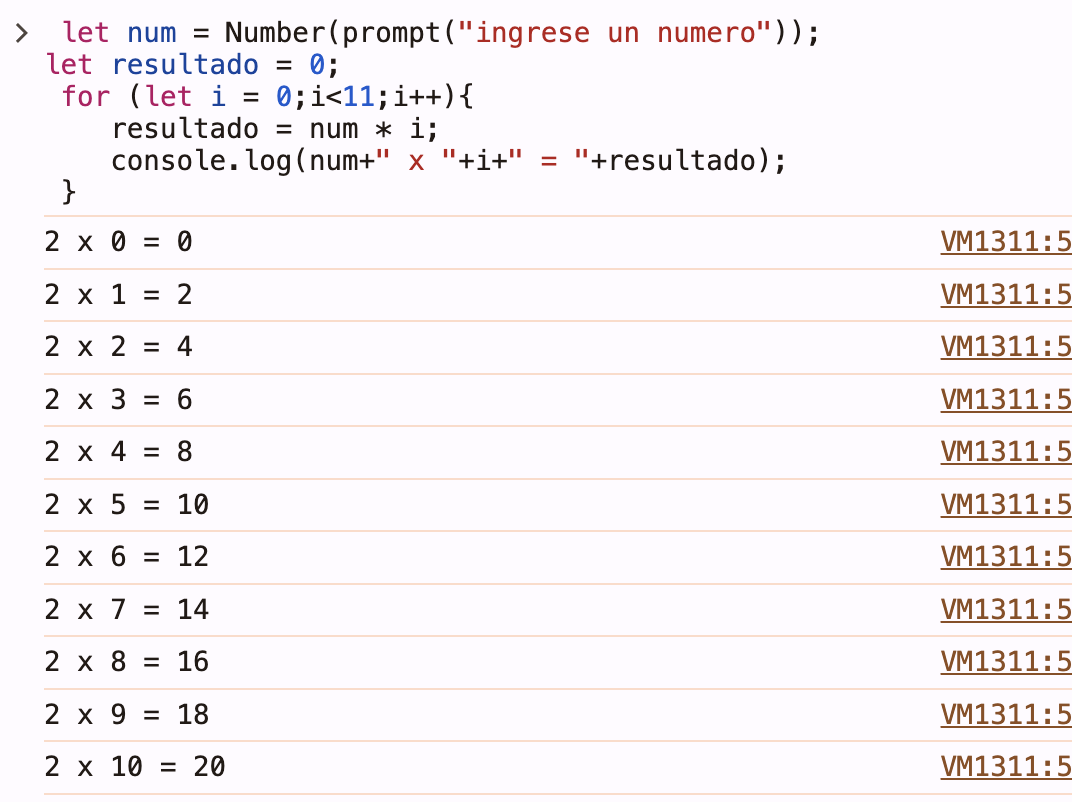 > let num = Number(prompt("ingrese un numero"));
let resultado = 0;
for (let i = 0;i<11;i++){
resultado = num * i;
console.log(num+" x "+i+" = "+resultado);
}
2 x 0 = 0 VM1311:5
2 x 1 = 2 VM1311:5
2 x 2 = 4 VM1311:5
2 x 3 = 6 VM1311:5
2 x 4 = 8 VM1311:5
2 x 5 = 10 VM1311:5
2 x 6 = 12 VM1311:5
2 x 7 = 14 VM1311:5
2 x 8 = 16 VM1311:5
2 x 9 = 18 VM1311:5
2 x 10 = 20 VM1311:5